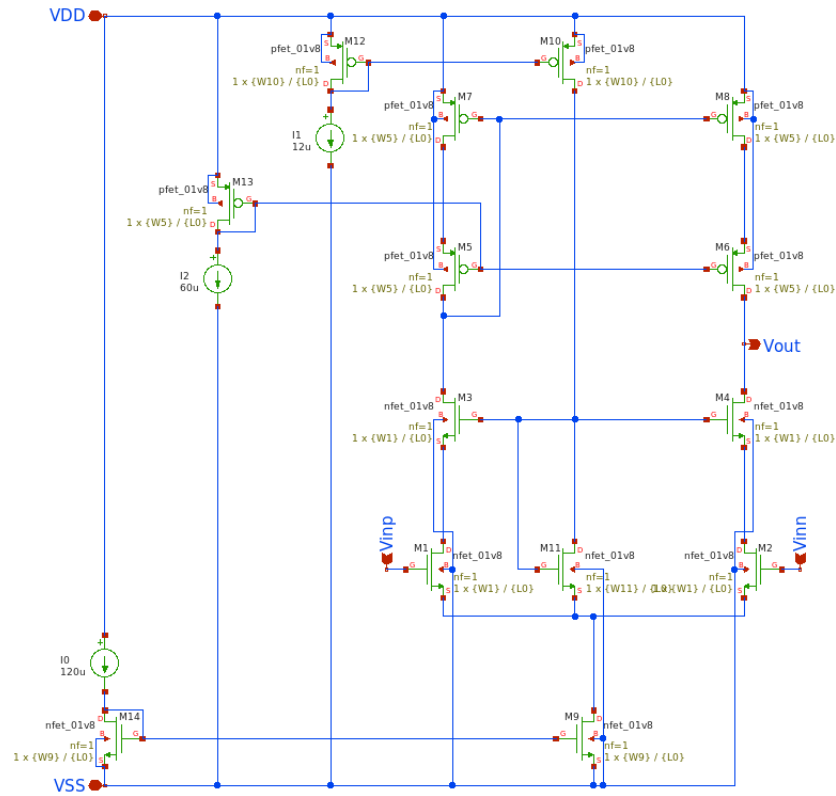 VDD
S
M12
pfet_01v8
B
G
nf=1
1 x {W10} / {L0}
D
M10
S
pfet_01v8
G
B
nf=1
1 x {W10} / {L0}
D
I1
12u
+
S
M7
pfet_01v8
B
G
nf=1
1 x {W5} / {L0}
D
M8
S
pfet_01v8
G
B
nf=1
1 x {W5} / {L0}
D
S
M13
pfet_01v8
B
G
nf=1
1 x {W5} / {L0}
D
I2
60u
+
S
M5
pfet_01v8
B
G
nf=1
1 x {W5} / {L0}
D
M6
S
pfet_01v8
G
B
nf=1
1 x {W5} / {L0}
D
Vout
D
M3
nfet_01v8
B
G
nf=1
1 x {W1} / {L0}
S
M4
D
nfet_01v8
G
B
nf=1
1 x {W1} / {L0}
S
Vinp
M1
D
nfet_01v8
G
B
nf=1
1 x {W1} / {L0}
S
M11
D
nfet_01v8
G
B
nf=1
1 x {W11} / {L0}
S
Vinn
D
M2
nfet_01v8
B
G
nf=1
1 x {W1} / {L0}
S
I0
120u
+
D
M14
nfet_01v8
B
G
nf=1
1 x {W9} / {L0}
S
M9
D
nfet_01v8
G
B
nf=1
1 x {W9} / {L0}
S
VSS